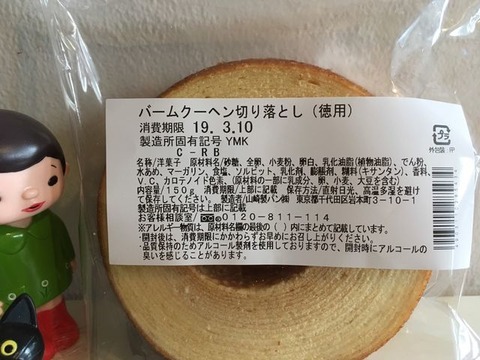 バームクーヘン切り落とし（徳用）
消費期限 19. 3.10
製造所固有記号 YMK
C - R B
名称/洋菓子 原材料名/砂糖、全卵、小麦粉、卵白、乳化油脂(植物油脂)、でん粉、
水あめ、マーガリン、食塩、ソルビット、乳化剤、膨脹剤、糊料(キサンタン)、香料、
V.C、カロテノイド色素、(原材料の一部に乳成分、卵、小麦、大豆を含む)
内容量/150g 消費期限/上部に記載 保存方法/直射日光、高温多湿を避け
て保存してください。 製造者/山崎製パン㈱ 東京都千代田区岩本町3-10-1
製造所固有記号は上部に記載
お客様相談室/0120-811-114
※アレルギー物質は、原材料名欄の最後の（ ）内にまとめて記載しています。
・開封後は、消費期限にかかわらずお早めにお召し上がりください。
・品質保持のためアルコール製剤を使用しておりますので、開封時にアルコールの
臭いを感じることがあります。
プラ
外包装 PP